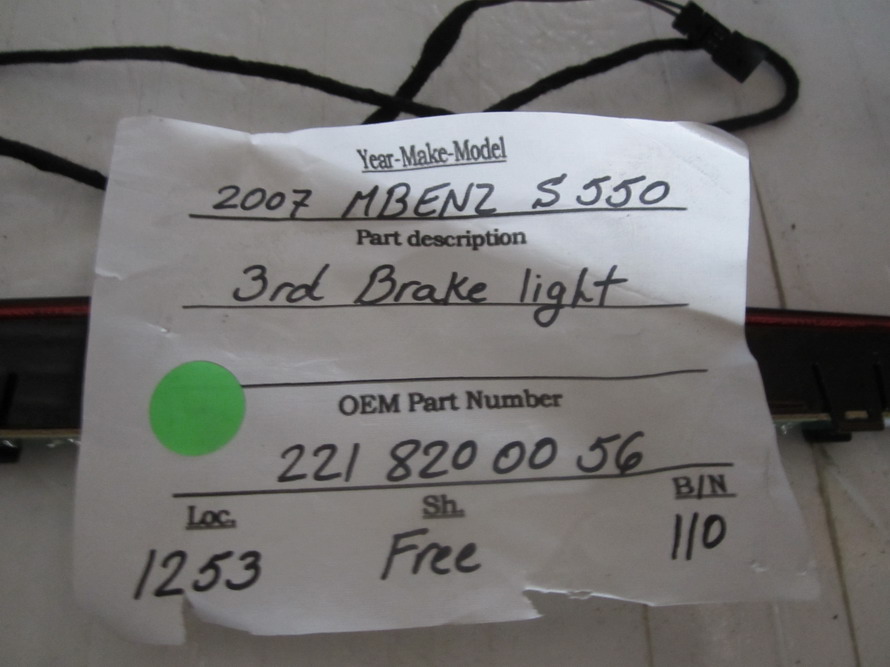 Year-Make-Model
2007 MBENZ S 550
Part description
3rd Brake light
OEM Part Number
221 820 00 56
Loc. Sh. B/N
1253 Free 110